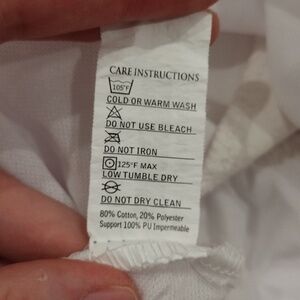 CARE INSTRUCTIONS
105°F
COLD OR WARM WASH
DO NOT USE BLEACH
DO NOT IRON
125°F MAX
LOW TUMBLE DRY
DO NOT DRY CLEAN
80% Cotton, 20% Polyester
Support 100% PU Impermeable